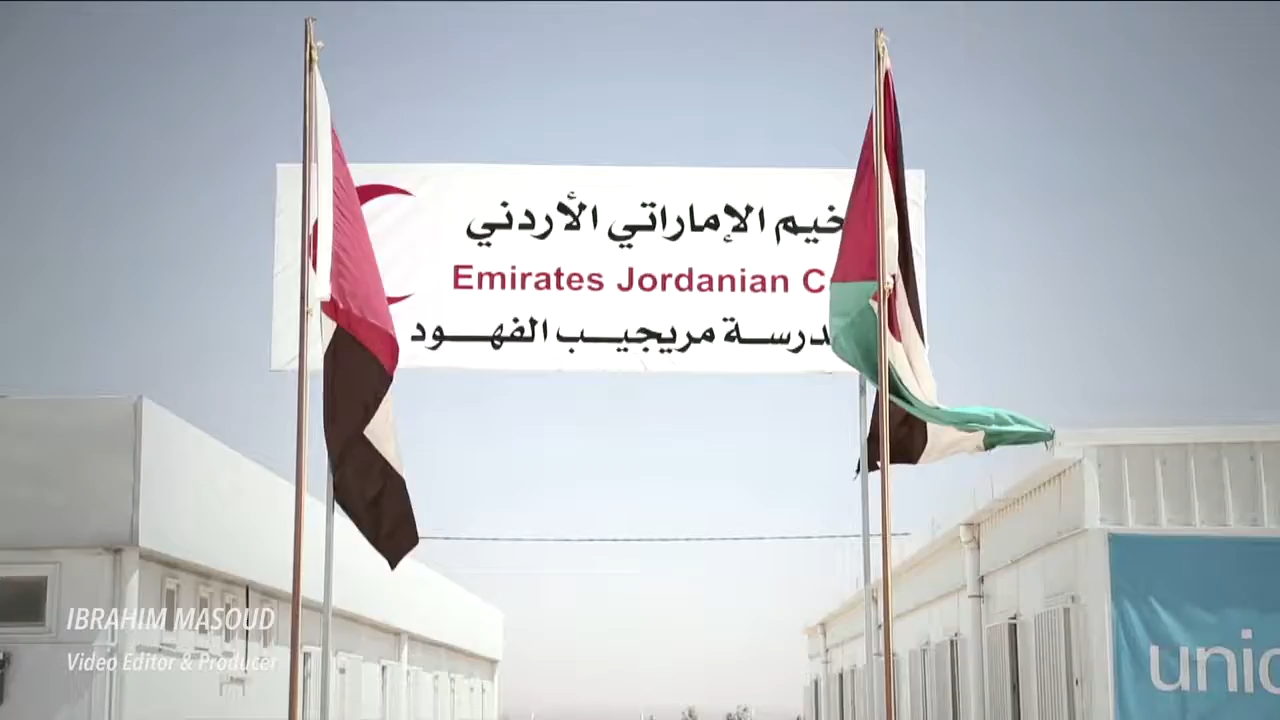 خيم الإماراتي الأردني
Emirates Jordanian C
درسة مريجيب الفهود
IBRAHIM MASOUD
Video Editor & Producer
unic